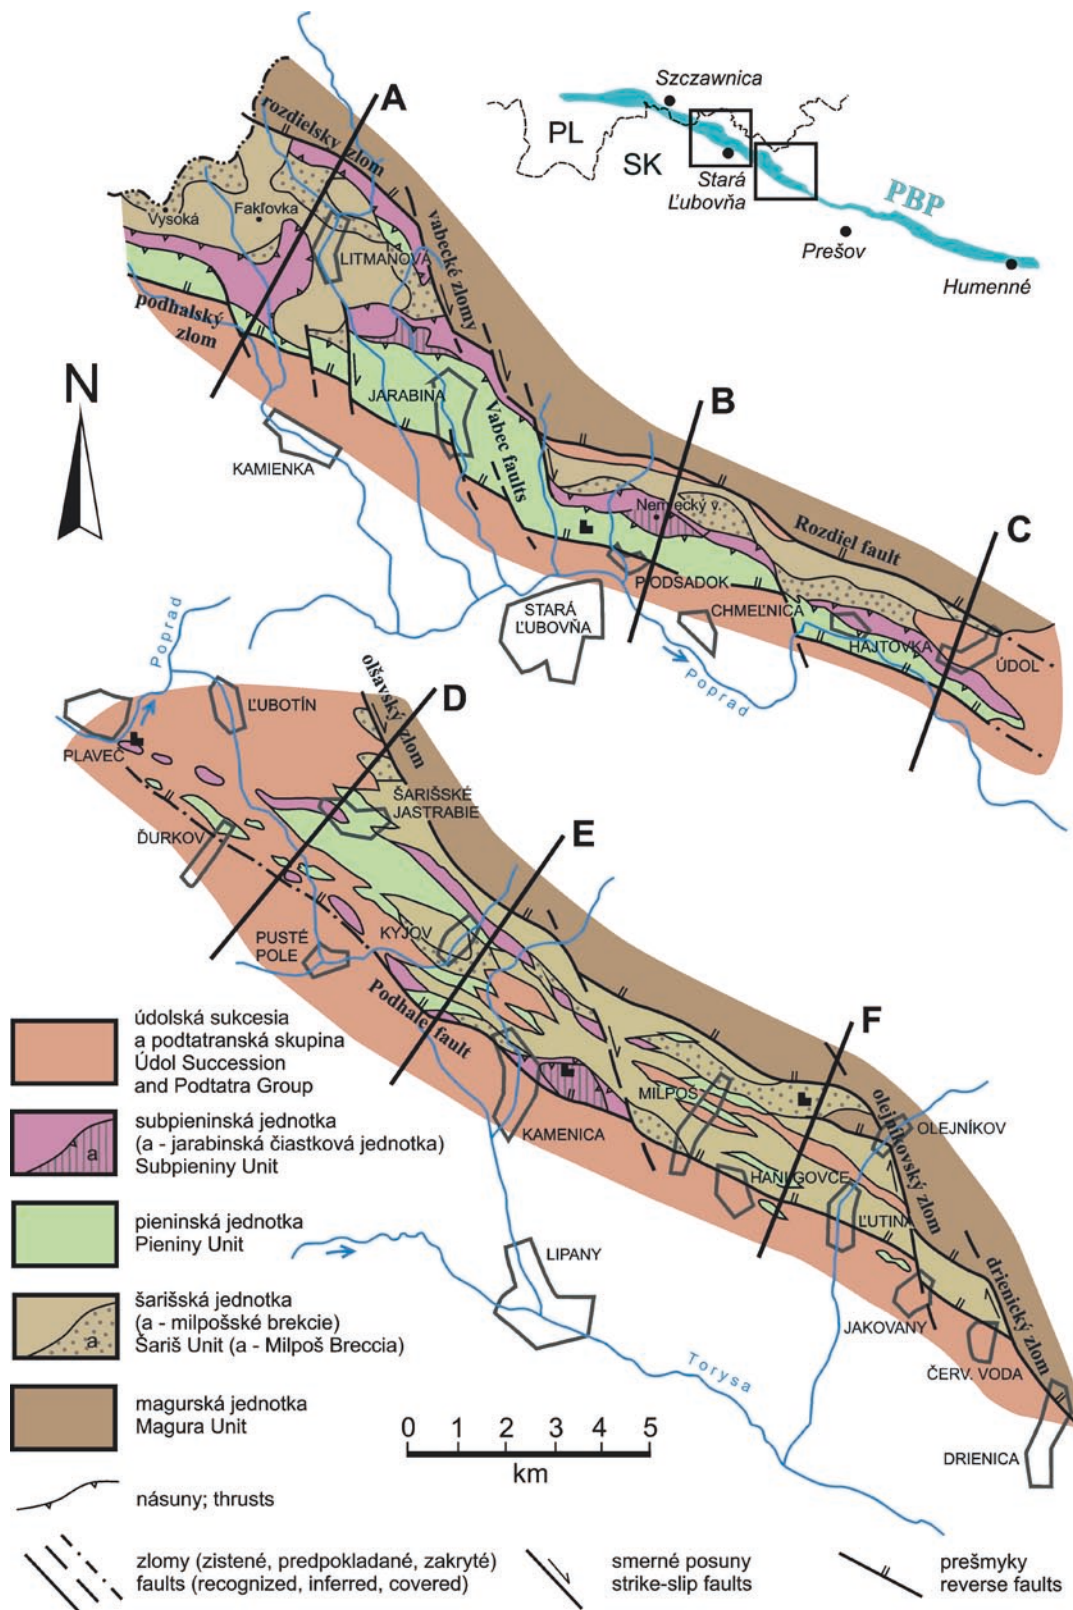 A
rozdielsky zlom
Vysoká
Fakľovka
LITMANOVÁ
vabecké zlomy
podhalský
zlom
N
JARABINA
KAMIENKA
Vabec faults
B
Nemecký v.
Rozdiel fault
C
PODSADOK
CHMEĽNICA
HAJTOVKA
ÚDOL
STARÁ
ĽUBOVŇA
Poprad
Poprad
Szczawnica
PL
SK
Stará
Ľubovňa
PBP
Prešov
Humenné
olšavský zlom
D
ĽUBOTÍN
PLAVEČ
ŠARIŠSKÉ
JASTRABIE
ĎURKOV
E
PUSTÉ
POLE
KYJOV
Podhale fault
F
MILPOŠ
KAMENICA
OLEJNÍKOV
olejníkovský zlom
HANIGOVCE
ĽUTINA
LIPANY
drienický zlom
JAKOVANY
ČERV. VODA
DRIENICA
Torysa
údolská sukcesia
a podtatranská skupina
Údol Succession
and Podtatra Group
subpieninská jednotka
(a - jarabinská čiastková jednotka)
Subpieniny Unit
a
pieninská jednotka
Pieniny Unit
šarišská jednotka
(a - milpošské brekcie)
Šariš Unit (a - Milpoš Breccia)
a
magurská jednotka
Magura Unit
0 1 2 3 4 5
km
násuny; thrusts
zlomy (zistené, predpokladané, zakryté)
faults (recognized, inferred, covered)
smerné posuny
strike-slip faults
prešmyky
reverse faults